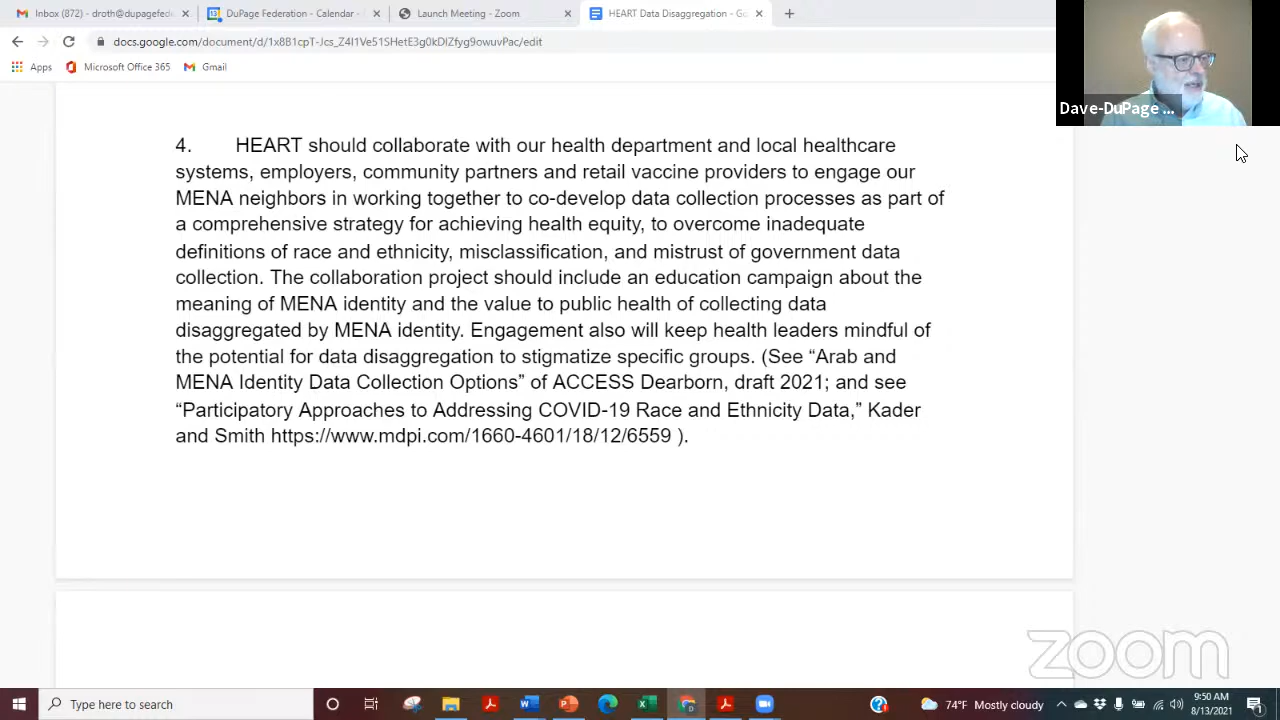 Inbox (872) - droth@dupagefede
DuPage Federation - Calendar -
Launch Meeting - Zoom
HEART Data Disaggregation - Go
docs.google.com/document/d/1x8B1cpT-Jcs_Z4I1Ve51SHetE3g0kDIZfyg9owuvPac/edit
Apps
Microsoft Office 365
Gmail
Dave-DuPage ...
4. HEART should collaborate with our health department and local healthcare
systems, employers, community partners and retail vaccine providers to engage our
MENA neighbors in working together to co-develop data collection processes as part of
a comprehensive strategy for achieving health equity, to overcome inadequate
definitions of race and ethnicity, misclassification, and mistrust of government data
collection. The collaboration project should include an education campaign about the
meaning of MENA identity and the value to public health of collecting data
disaggregated by MENA identity. Engagement also will keep health leaders mindful of
the potential for data disaggregation to stigmatize specific groups. (See “Arab and
MENA Identity Data Collection Options” of ACCESS Dearborn, draft 2021; and see
“Participatory Approaches to Addressing COVID-19 Race and Ethnicity Data,” Kader
and Smith https://www.mdpi.com/1660-4601/18/12/6559 ).
zoom
Type here to search
74°F Mostly cloudy
9:50 AM
8/13/2021